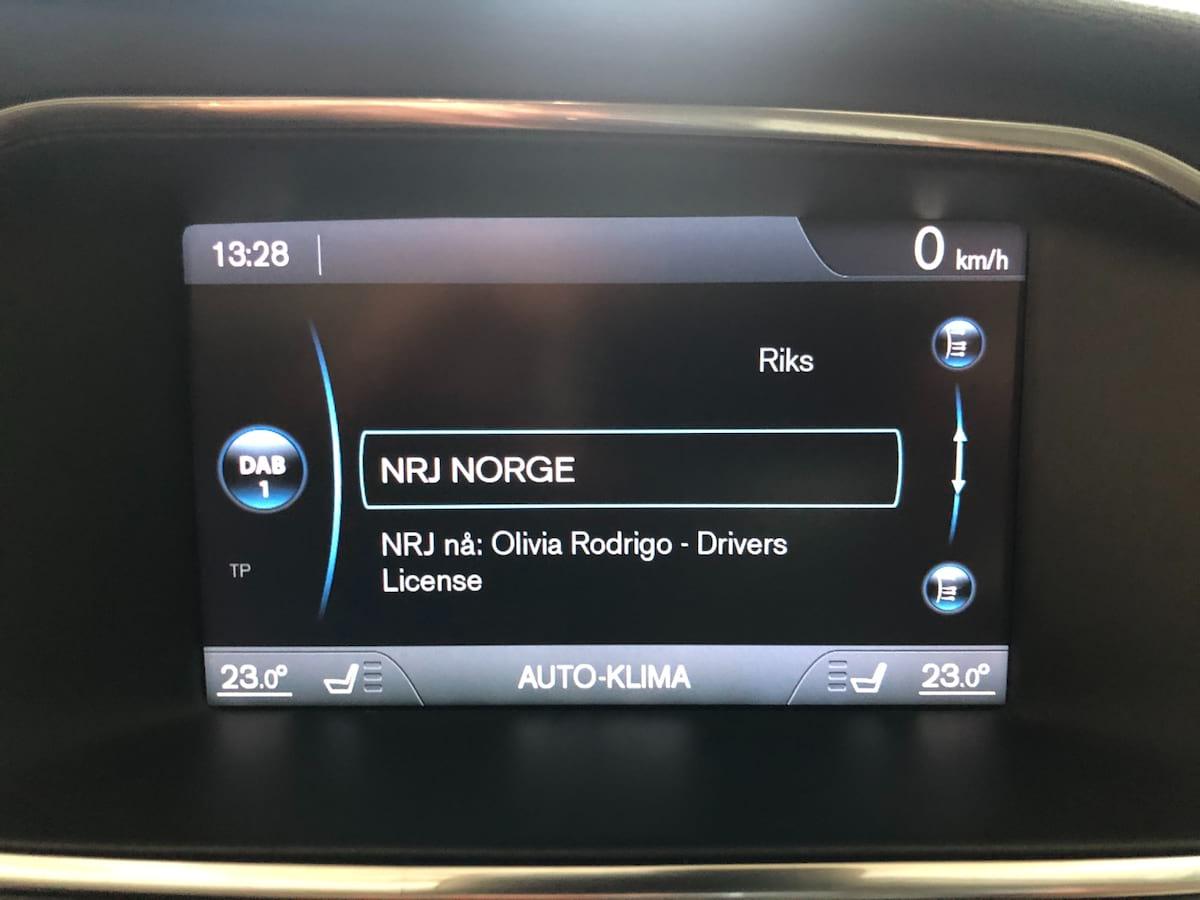 13:28
0 km/h
Riks
DAB
1
NRJ NORGE
NRJ nå: Olivia Rodrigo - Drivers
License
TP
23.0° AUTO-KLIMA 23.0°